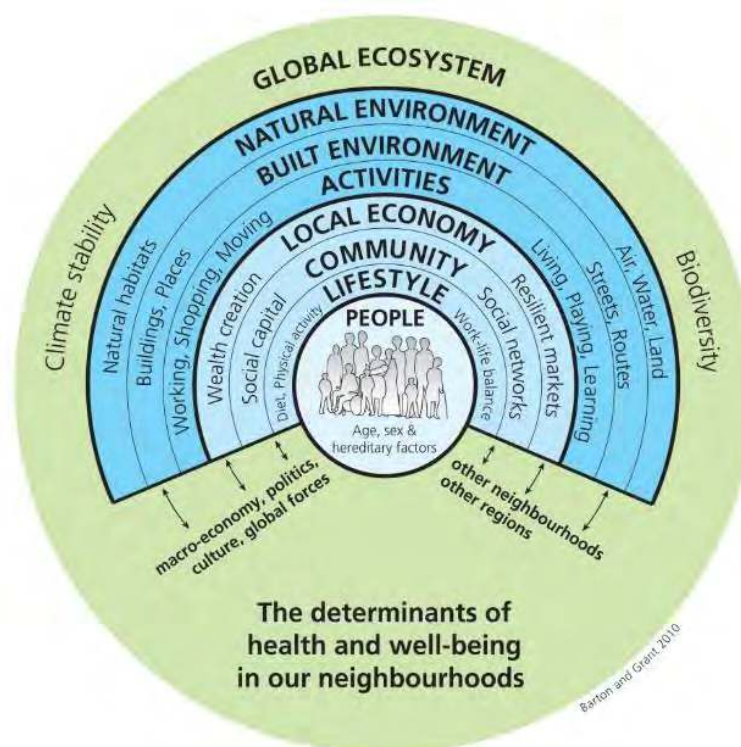 GLOBAL ECOSYSTEM
NATURAL ENVIRONMENT
BUILT ENVIRONMENT
ACTIVITIES
LOCAL ECONOMY
COMMUNITY
LIFESTYLE
PEOPLE
Age, sex &
hereditary factors
Climate stability
Natural habitats
Buildings, Places
Working, Shopping, Moving
Wealth creation
Social capital
Diet, Physical activity
Work-life balance
Social networks
Resilient markets
Living, Playing, Learning
Streets, Routes
Air, Water, Land
Biodiversity
macro-economy, politics,
culture, global forces
other neighbourhoods
other regions
The determinants of
health and well-being
in our neighbourhoods
Barton and Grant 2010